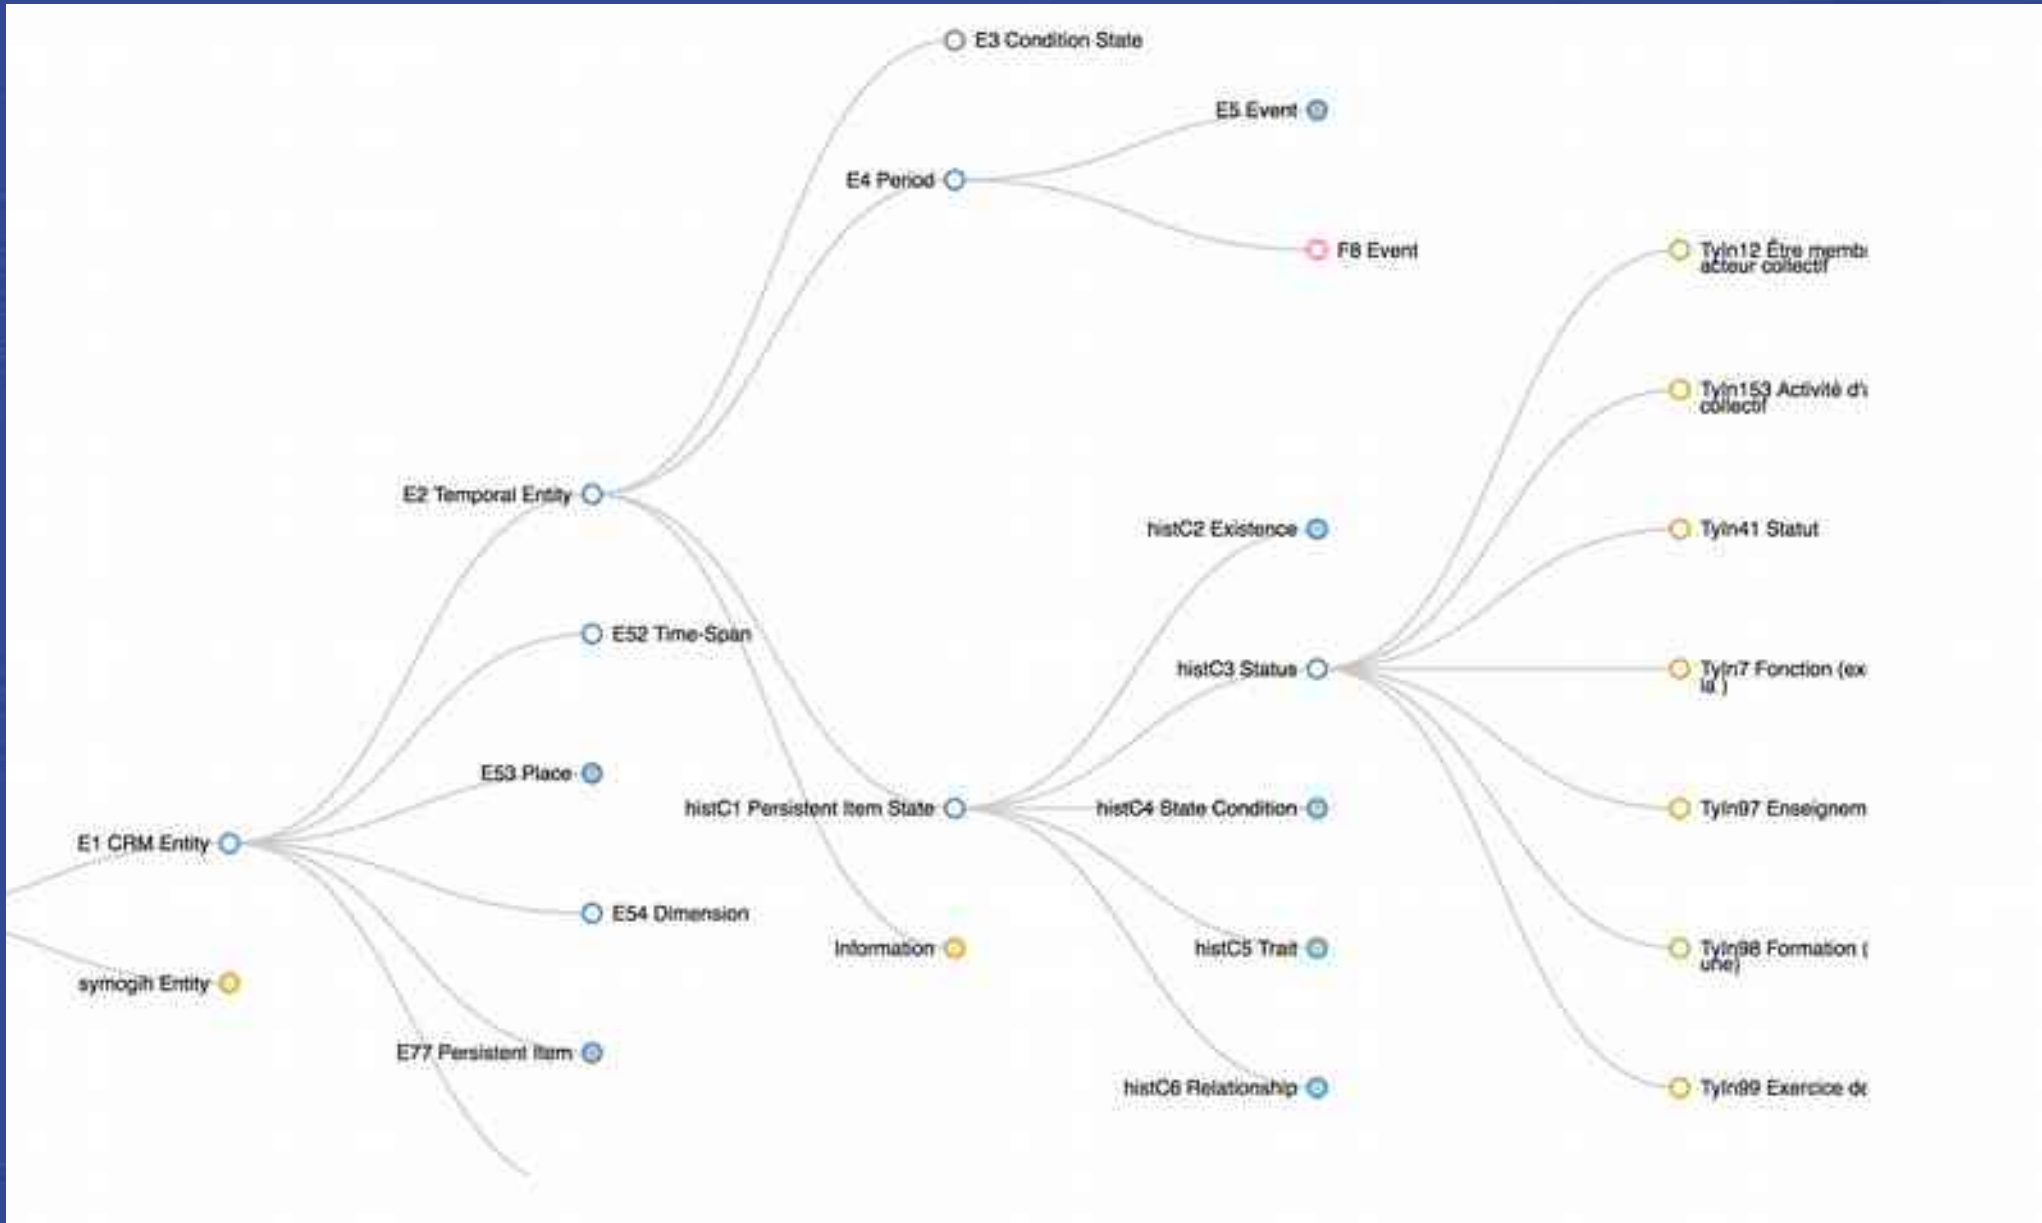 E3 Condition State
E5 Event
E4 Period
F8 Event
TyIn12 Être memb
acteur collectif
TyIn153 Activité d'
collectif
E2 Temporal Entity
histC2 Existence
TyIn41 Statut
E52 Time-Span
histC3 Status
TyIn7 Fonction (ex
la )
E53 Place
histC1 Persistent Item State
histC4 State Condition
TyIn97 Enseignem
E1 CRM Entity
E54 Dimension
Information
histC5 Trait
TyIn98 Formation (
une)
symogih Entity
E77 Persistent Item
histC6 Relationship
TyIn99 Exercice de